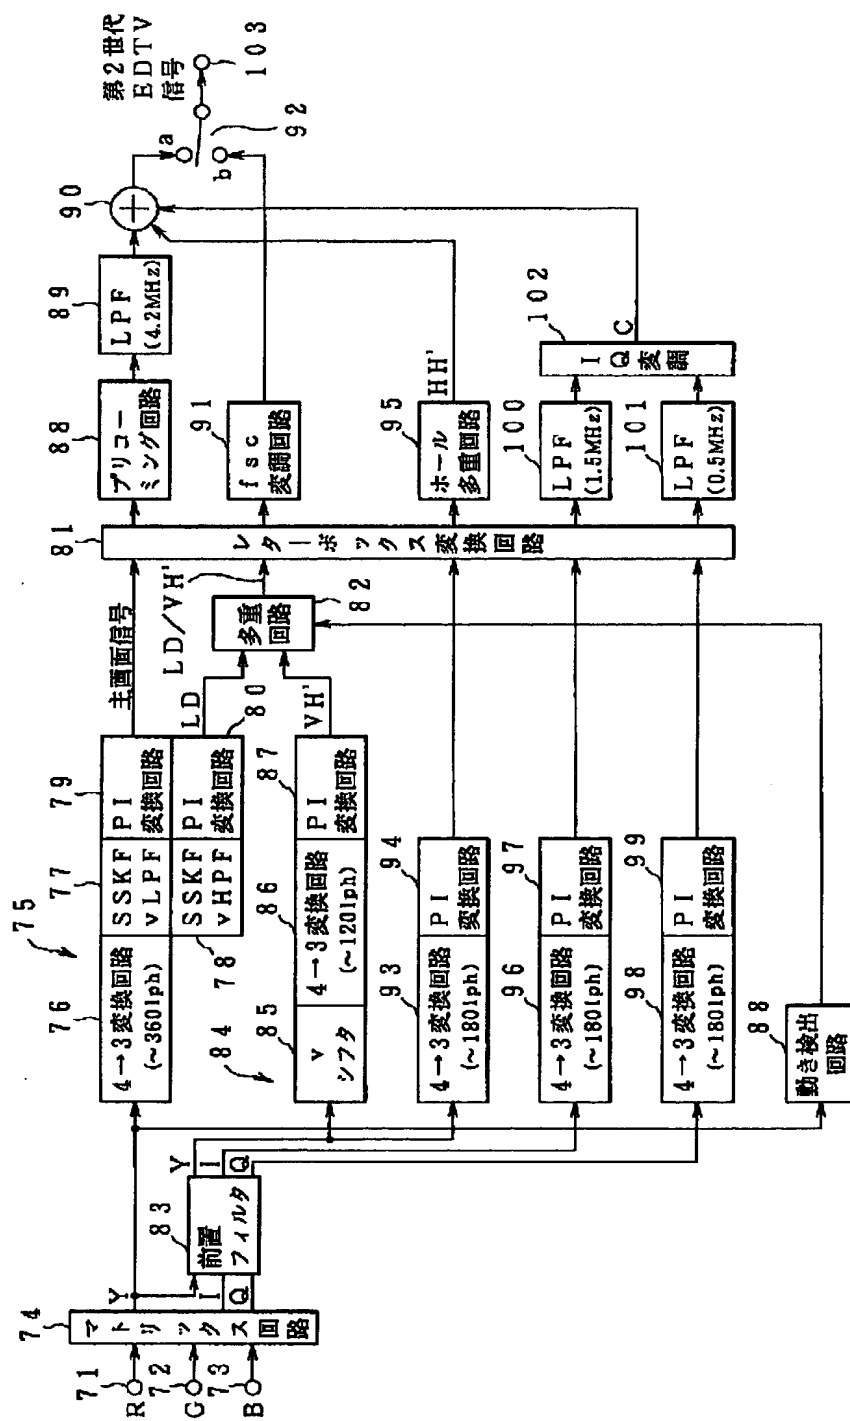 R
71
G
72
B
73
74
マトリックス回路
Y
I
Q
83
前置
フィルタ
Y
I
Q
75
76
4→3変換回路
(~360lph)
77
SSKF
vLPF
79
PI
変換回路
78
SSKF
vHPF
PI
変換回路
80
主画面信号
LD
84
85
v
シフタ
86
4→3変換回路
(~120lph)
87
PI
変換回路
VH'
多重
回路
82
LD/VH'
93
4→3変換回路
(~180lph)
94
PI
変換回路
96
4→3変換回路
(~180lph)
97
PI
変換回路
98
4→3変換回路
(~180lph)
99
PI
変換回路
88
動き検出
回路
81
レターボックス変換回路
88
プリコー
ミング回路
89
LPF
(4.2MHz)
90
+
91
fsc
変調回路
95
ホール
多重回路
HH'
100
LPF
(1.5MHz)
101
LPF
(0.5MHz)
102
IQ変調
C
a
b
92
第2世代
EDTV
信号
103